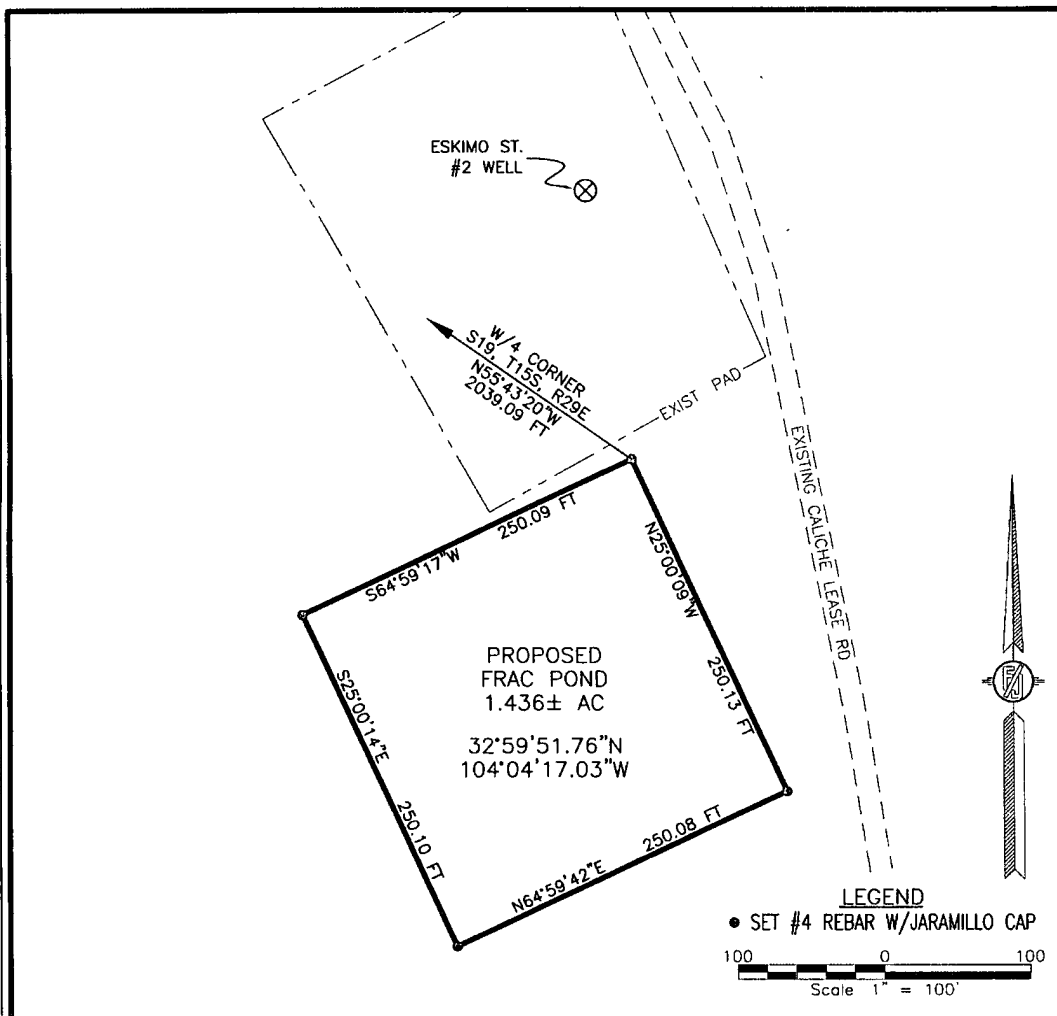 ESKIMO ST.
#2 WELL
W/4 CORNER
S19, T15S, R29E
N55°43'20"W
2039.09 FT
EXIST PAD
EXISTING CALICHE LEASE RD
S64°59'17"W
250.09 FT
N25°00'09"W
250.13 FT
PROPOSED
FRAC POND
1.436± AC
32°59'51.76"N
104°04'17.03"W
S25°00'14"E
250.10 FT
N64°59'42"E
250.08 FT
LEGEND
SET #4 REBAR W/JARAMILLO CAP
100 0 100
Scale 1" = 100'